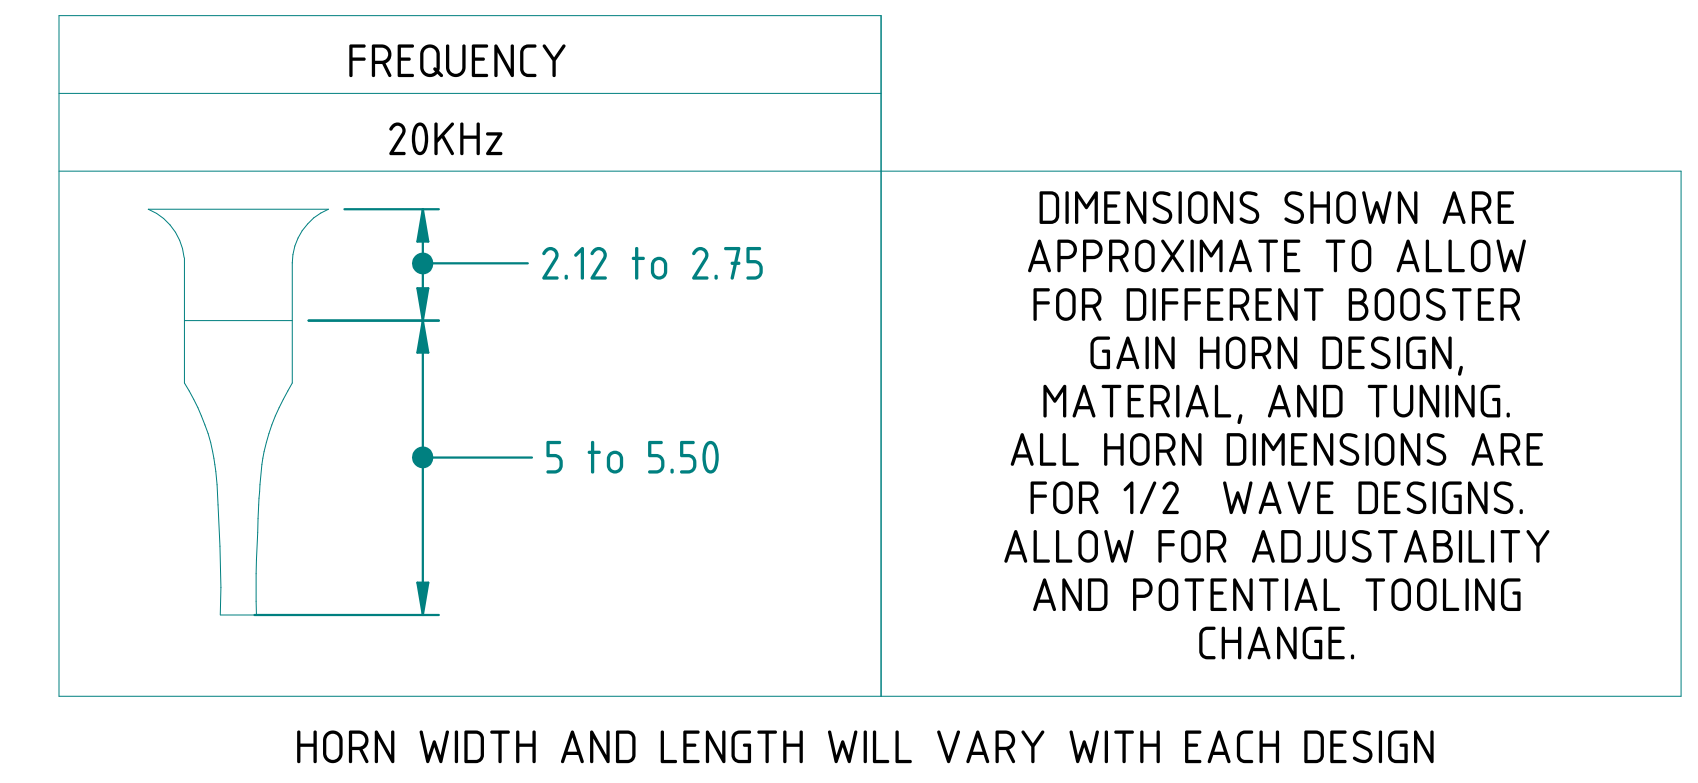 FREQUENCY
20KHz
2.12 to 2.75
5 to 5.50
DIMENSIONS SHOWN ARE
APPROXIMATE TO ALLOW
FOR DIFFERENT BOOSTER
GAIN HORN DESIGN,
MATERIAL, AND TUNING.
ALL HORN DIMENSIONS ARE
FOR 1/2 WAVE DESIGNS.
ALLOW FOR ADJUSTABILITY
AND POTENTIAL TOOLING
CHANGE.
HORN WIDTH AND LENGTH WILL VARY WITH EACH DESIGN